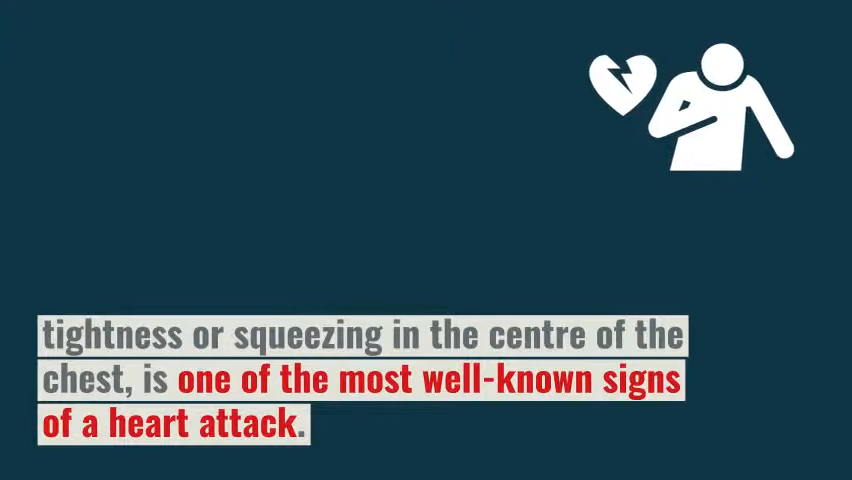 tightness or squeezing in the centre of the
chest, is one of the most well-known signs
of a heart attack.